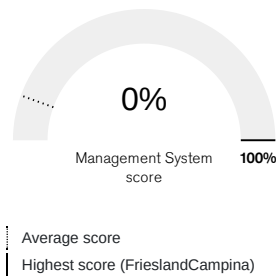 0%
Management System
score
100%
Average score
Highest score (FrieslandCampina)